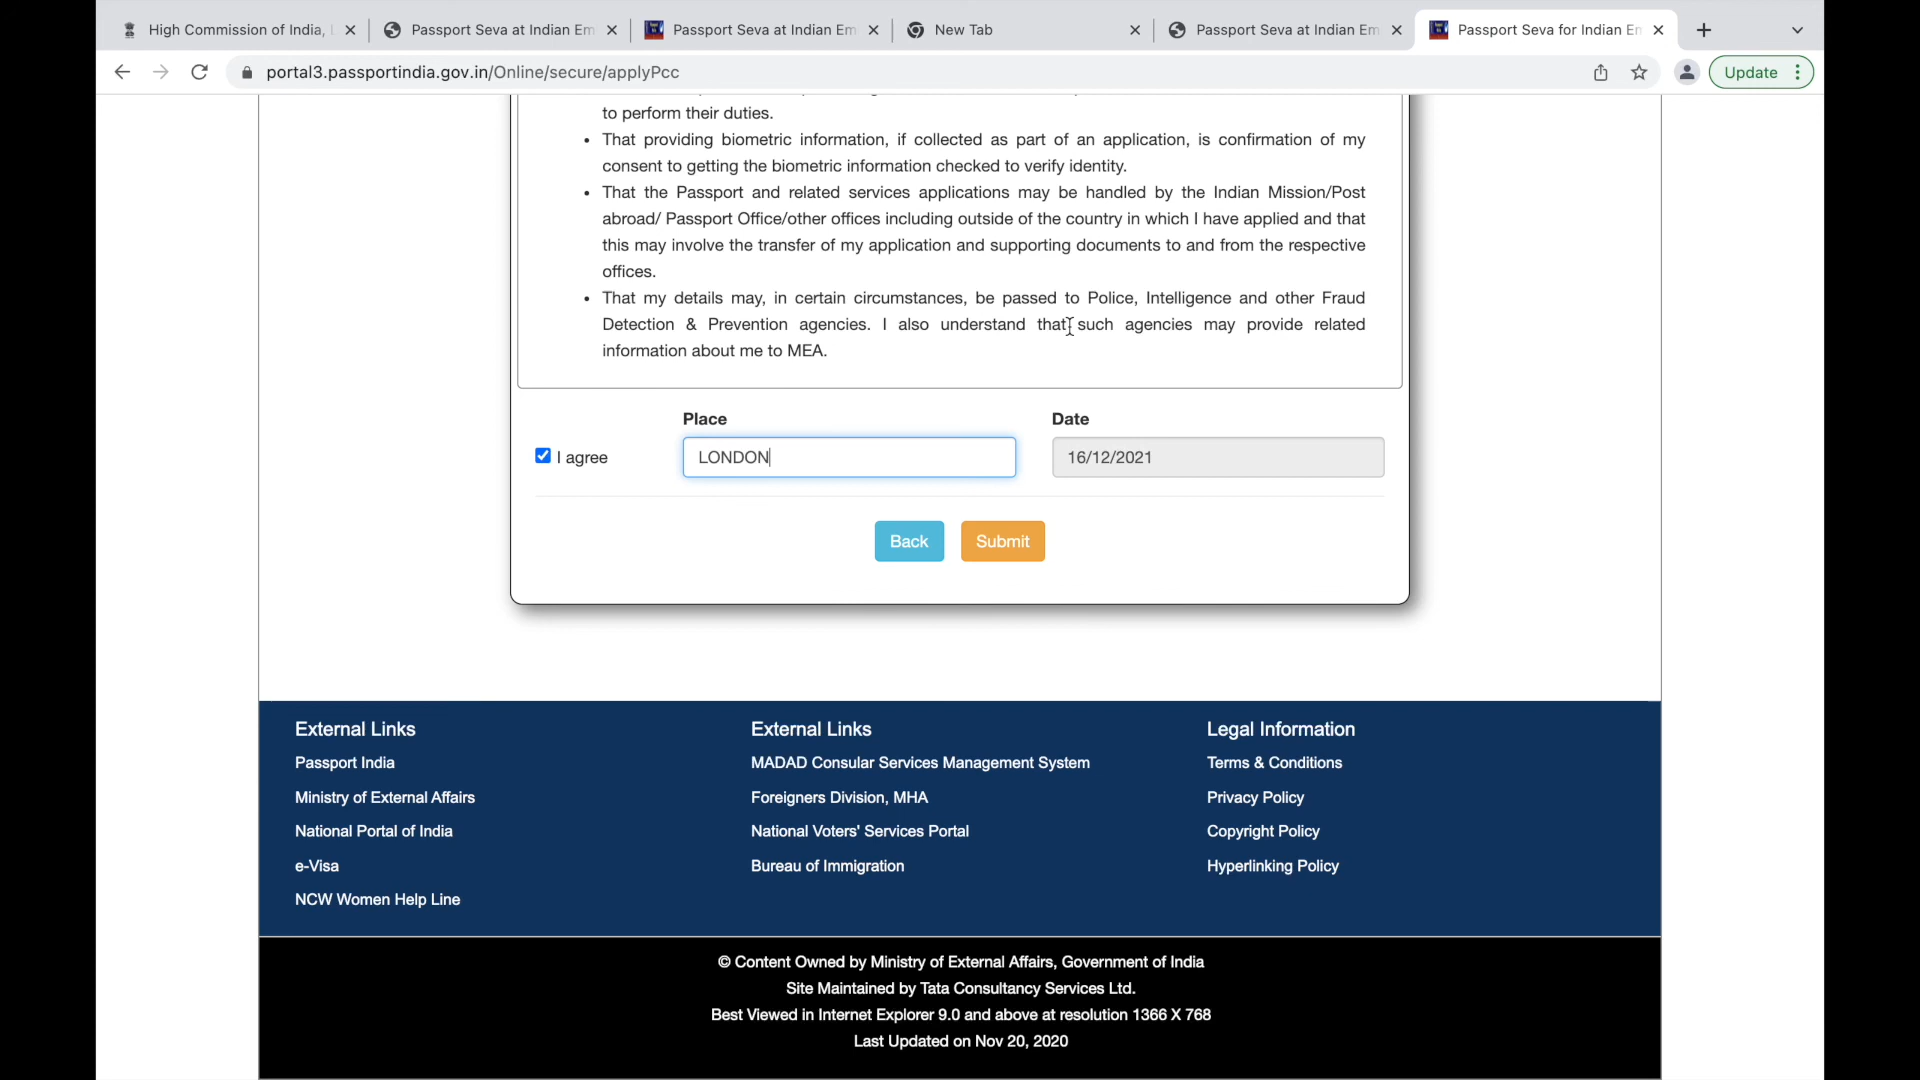 High Commission of India,
Passport Seva at Indian Em
Passport Seva at Indian Em
New Tab
Passport Seva at Indian Em
Passport Seva for Indian Em
portal3.passportindia.gov.in/Online/secure/applyPcc
Update
to perform their duties.
• That providing biometric information, if collected as part of an application, is confirmation of my
consent to getting the biometric information checked to verify identity.
• That the Passport and related services applications may be handled by the Indian Mission/Post
abroad/ Passport Office/other offices including outside of the country in which I have applied and that
this may involve the transfer of my application and supporting documents to and from the respective
offices.
• That my details may, in certain circumstances, be passed to Police, Intelligence and other Fraud
Detection & Prevention agencies. I also understand that such agencies may provide related
information about me to MEA.
Place
Date
I agree
LONDON
16/12/2021
Back
Submit
External Links
External Links
Legal Information
Passport India
MADAD Consular Services Management System
Terms & Conditions
Ministry of External Affairs
Foreigners Division, MHA
Privacy Policy
National Portal of India
National Voters' Services Portal
Copyright Policy
e-Visa
Bureau of Immigration
Hyperlinking Policy
NCW Women Help Line
© Content Owned by Ministry of External Affairs, Government of India
Site Maintained by Tata Consultancy Services Ltd.
Best Viewed in Internet Explorer 9.0 and above at resolution 1366 X 768
Last Updated on Nov 20, 2020